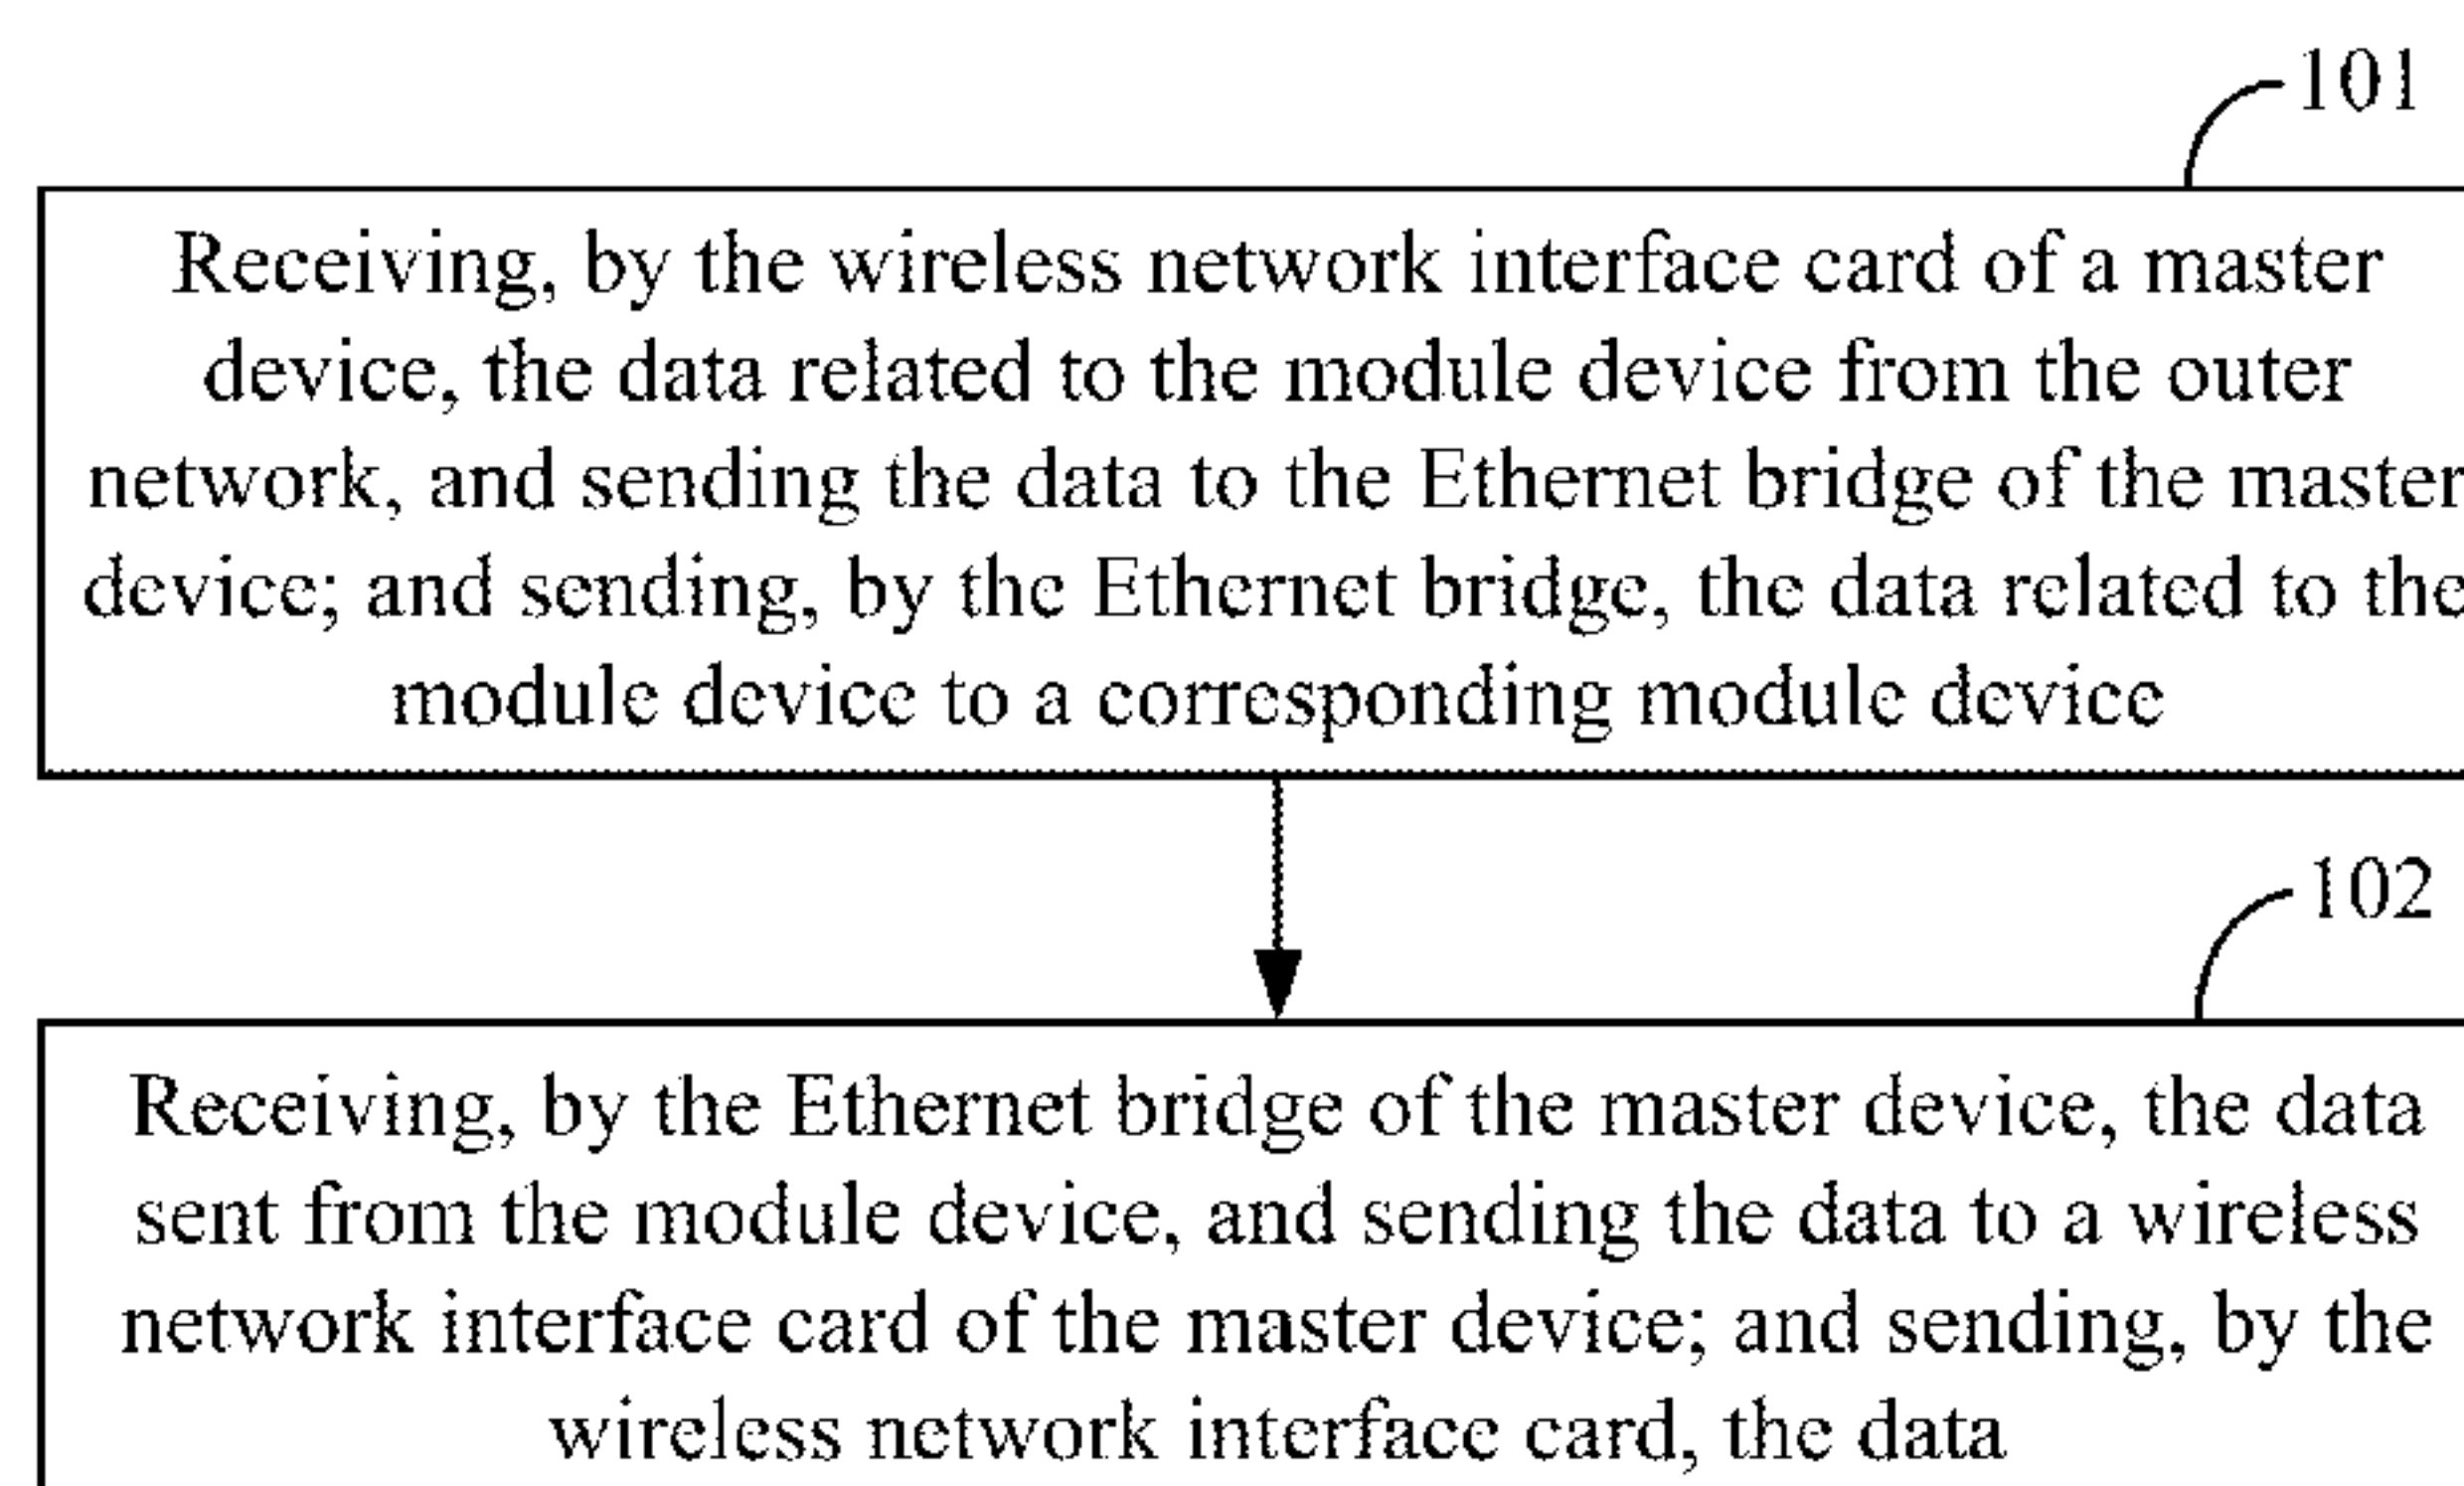 101
Receiving, by the wireless network interface card of a master
device, the data related to the module device from the outer
network, and sending the data to the Ethernet bridge of the master
device; and sending, by the Ethernet bridge, the data related to the
module device to a corresponding module device
102
Receiving, by the Ethernet bridge of the master device, the data
sent from the module device, and sending the data to a wireless
network interface card of the master device; and sending, by the
wireless network interface card, the data